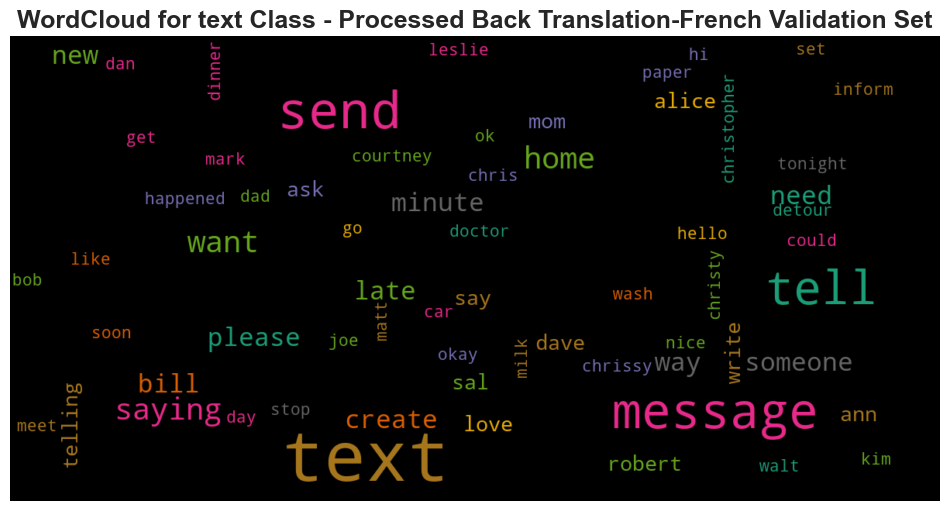 WordCloud for text Class - Processed Back Translation-French Validation Set
new
dan
dinner
leslie
hi
set
paper
inform
send
alice
christopher
mom
get
ok
mark
courtney
home
tonight
chris
happened
dad
ask
minute
need
detour
go
doctor
hello
could
want
like
bob
christy
late
say
wash
tell
matt
car
soon
please
joe
milk
dave
nice
write
okay
chrissy
way
someone
bill
sal
telling
saying
day
stop
create
love
message
ann
meet
text
robert
walt
kim